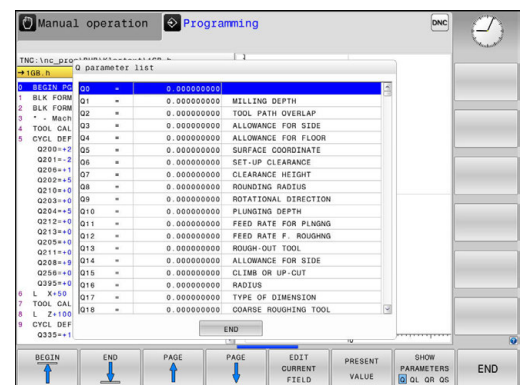 Manual operation
Programming
DNC
TNC:\nc_pro
→1GB.h
Q parameter list
0 BEGIN PG
1 BLK FORM
2 BLK FORM
3 * - Mach
4 TOOL CAL
5 CYCL DEF
Q200=+2
Q201=-2
Q206=+1
Q202=+5
Q210=+0
Q203=+0
Q204=+5
Q212=+0
Q213=+0
Q205=+0
Q211=+0
Q208=+9
Q256=+0
Q395=+0
6 L X+50
7 TOOL CAL
8 L Z+100
9 CYCL DEF
Q335=+1
Q0 = 0.000000000
Q1 = 0.000000000 MILLING DEPTH
Q2 = 0.000000000 TOOL PATH OVERLAP
Q3 = 0.000000000 ALLOWANCE FOR SIDE
Q4 = 0.000000000 ALLOWANCE FOR FLOOR
Q5 = 0.000000000 SURFACE COORDINATE
Q6 = 0.000000000 SET-UP CLEARANCE
Q7 = 0.000000000 CLEARANCE HEIGHT
Q8 = 0.000000000 ROUNDING RADIUS
Q9 = 0.000000000 ROTATIONAL DIRECTION
Q10 = 0.000000000 PLUNGING DEPTH
Q11 = 0.000000000 FEED RATE FOR PLNGNG
Q12 = 0.000000000 FEED RATE F. ROUGHNG
Q13 = 0.000000000 ROUGH-OUT TOOL
Q14 = 0.000000000 ALLOWANCE FOR SIDE
Q15 = 0.000000000 CLIMB OR UP-CUT
Q16 = 0.000000000 RADIUS
Q17 = 0.000000000 TYPE OF DIMENSION
Q18 = 0.000000000 COARSE ROUGHING TOOL
END
BEGIN
END
PAGE
PAGE
EDIT
CURRENT
FIELD
PRESENT
VALUE
SHOW
PARAMETERS
Q QL QR QS
END